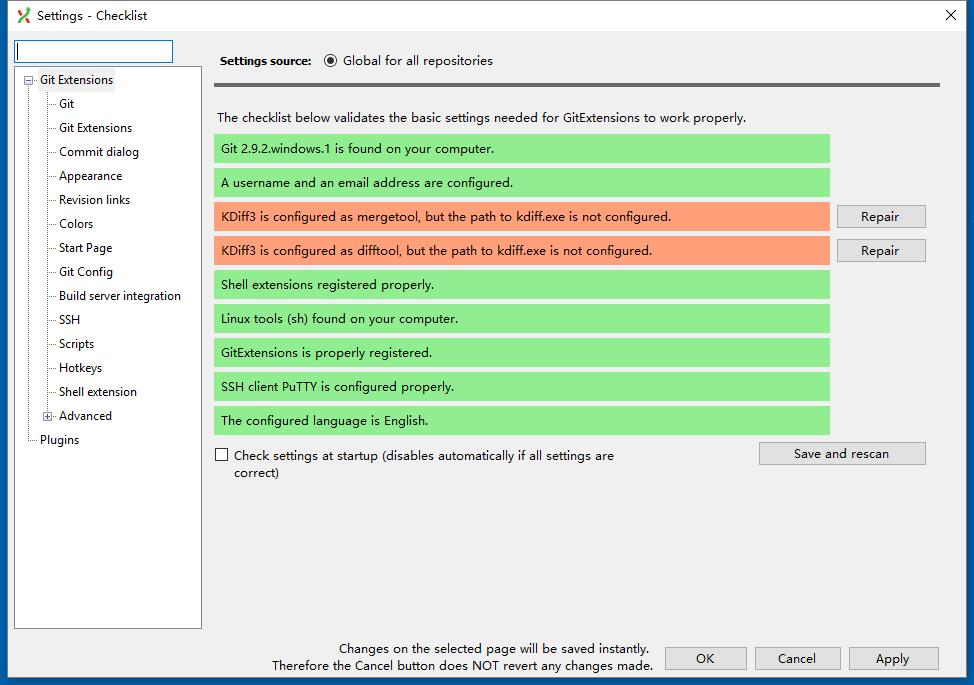 Settings - Checklist
Settings source: Global for all repositories
Git Extensions
Git
Git Extensions
Commit dialog
Appearance
Revision links
Colors
Start Page
Git Config
Build server integration
SSH
Scripts
Hotkeys
Shell extension
Advanced
Plugins
The checklist below validates the basic settings needed for GitExtensions to work properly.
Git 2.9.2.windows.1 is found on your computer.
A username and an email address are configured.
KDiff3 is configured as mergetool, but the path to kdiff.exe is not configured.
Repair
KDiff3 is configured as difftool, but the path to kdiff.exe is not configured.
Repair
Shell extensions registered properly.
Linux tools (sh) found on your computer.
GitExtensions is properly registered.
SSH client PuTTY is configured properly.
The configured language is English.
Check settings at startup (disables automatically if all settings are
correct)
Save and rescan
Changes on the selected page will be saved instantly.
Therefore the Cancel button does NOT revert any changes made.
OK
Cancel
Apply